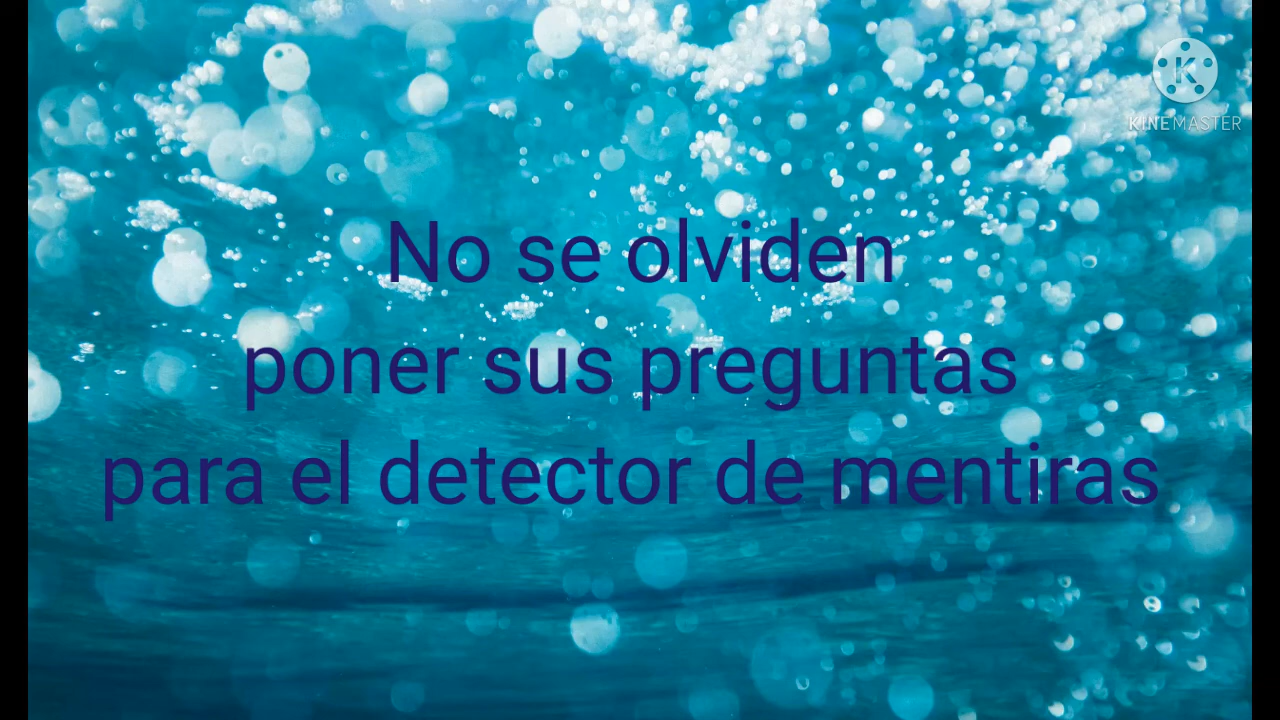 KINEMASTER
No se olviden
poner sus preguntas
para el detector de mentiras